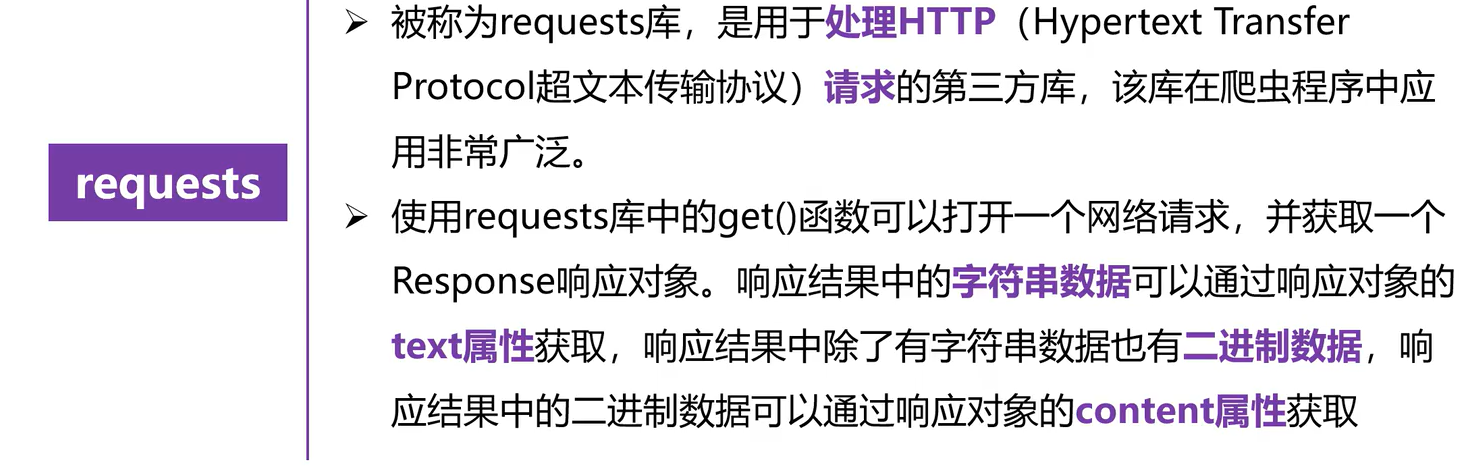 requests
➢ 被称为requests库，是用于处理HTTP（Hypertext Transfer
Protocol超文本传输协议）请求的第三方库，该库在爬虫程序中应
用非常广泛。
➢ 使用requests库中的get()函数可以打开一个网络请求，并获取一个
Response响应对象。响应结果中的字符串数据可以通过响应对象的
text属性获取，响应结果中除了有字符串数据也有二进制数据，响
应结果中的二进制数据可以通过响应对象的content属性获取